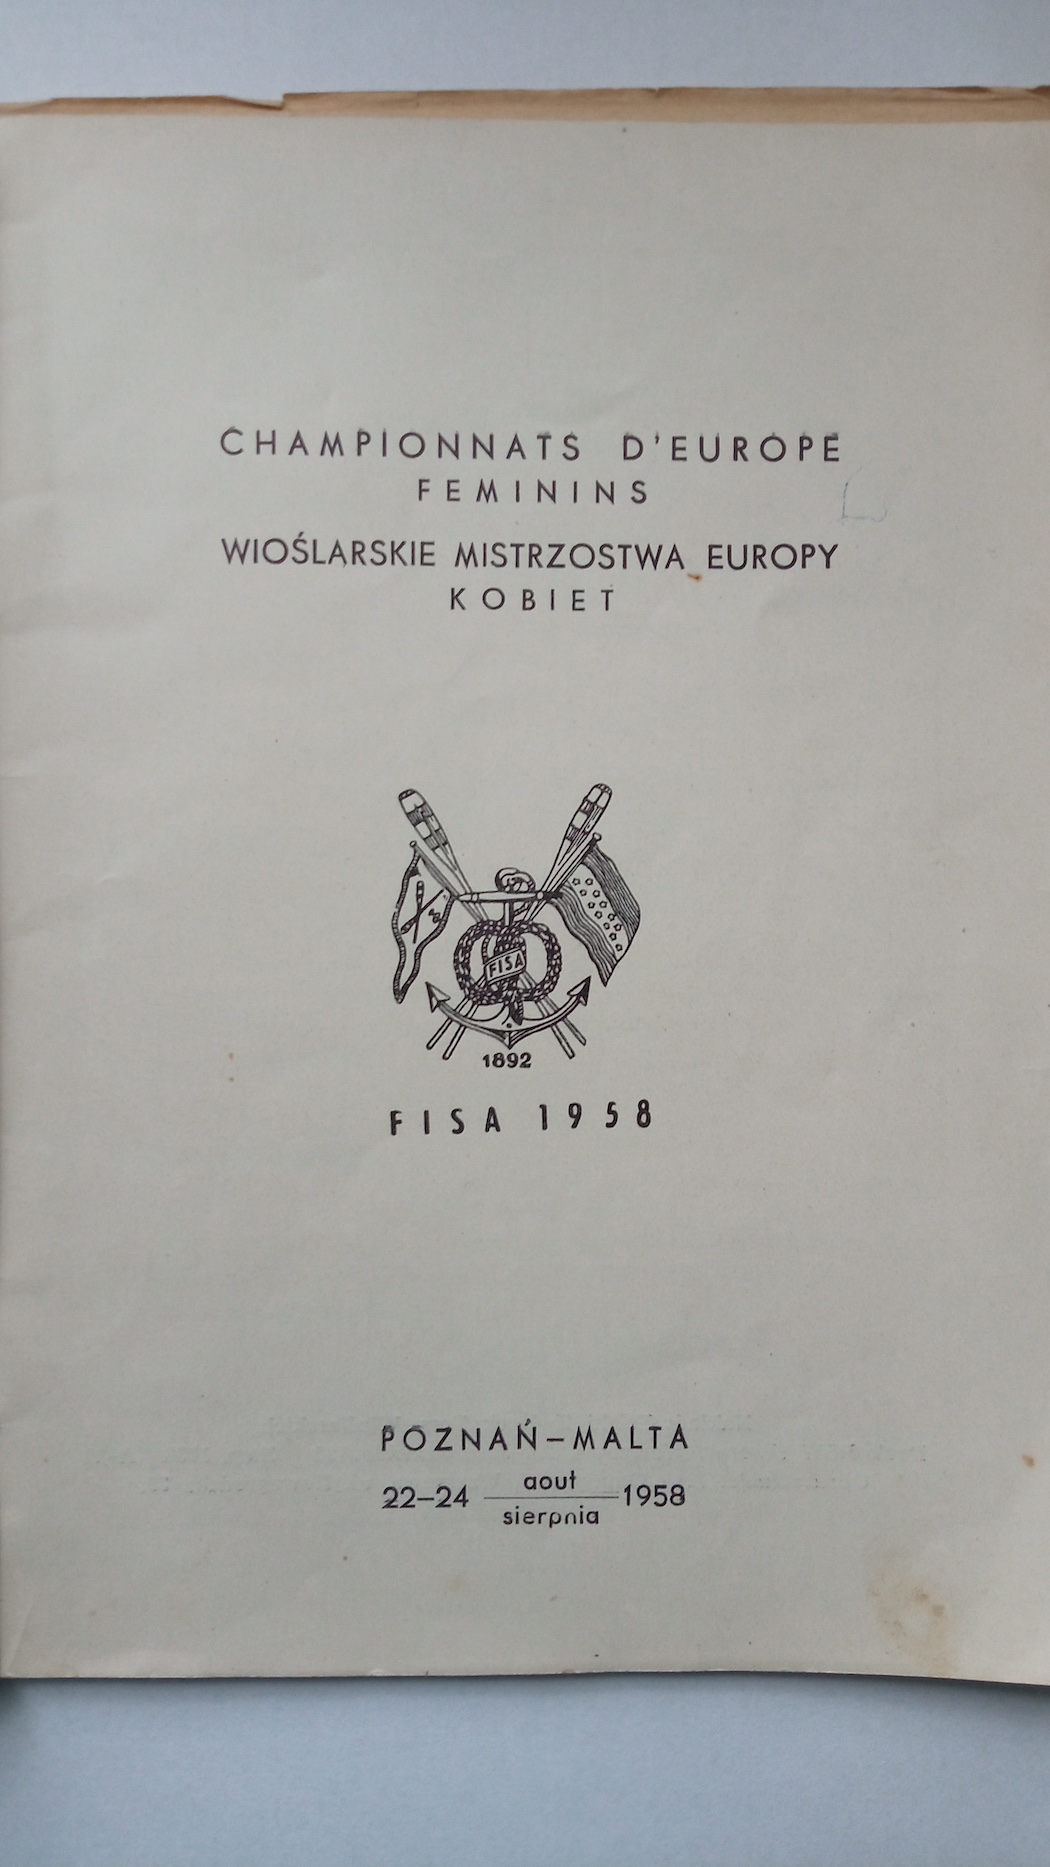 CHAMPIONNATS D'EUROPE
FEMININS
WIOŚLARSKIE MISTRZOSTWA EUROPY
KOBIET
FISA
1892
FISA 1958
POZNAŃ–MALTA
22–24 aout / sierpnia 1958